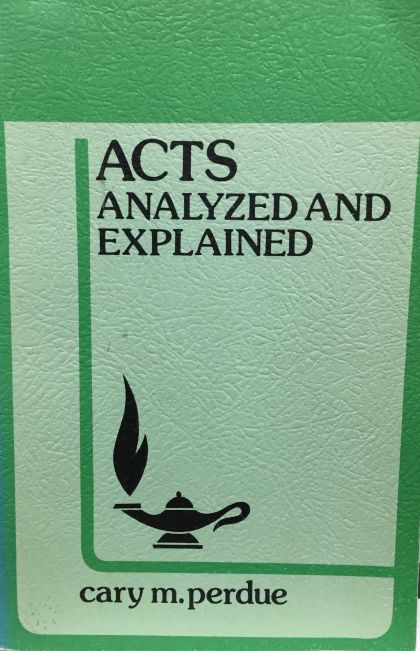 ACTS
ANALYZED AND
EXPLAINED
cary m. perdue